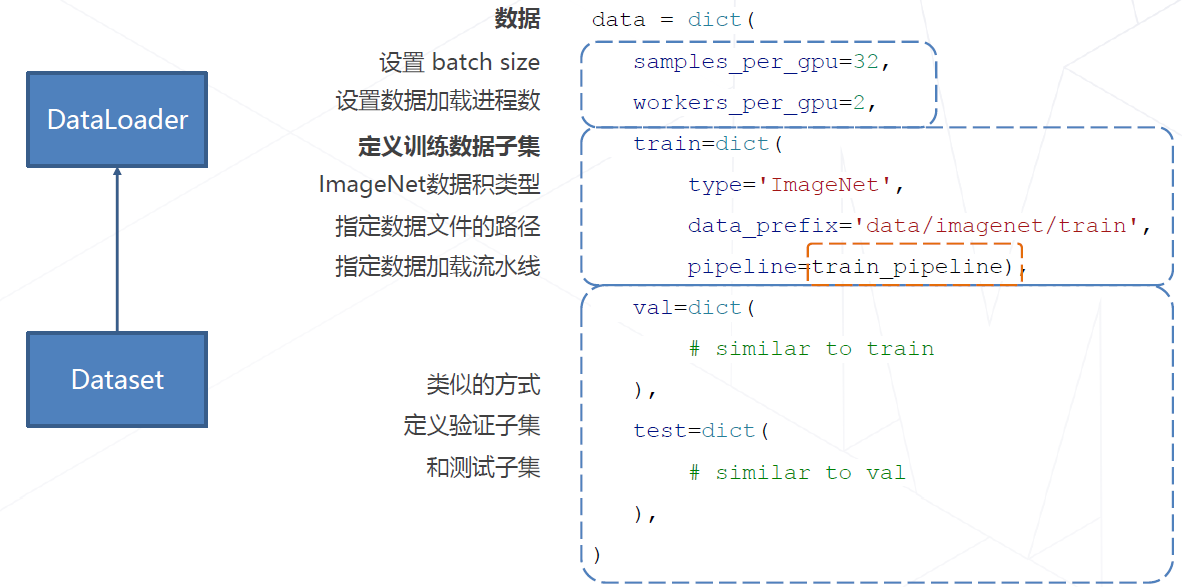 数据 data = dict(
设置 batch size samples_per_gpu=32,
设置数据加载进程数 workers_per_gpu=2,
DataLoader
定义训练数据子集 train=dict(
ImageNet数据积类型 type='ImageNet',
指定数据文件的路径 data_prefix='data/imagenet/train',
指定数据加载流水线 pipeline=train_pipeline),
val=dict(
# similar to train
Dataset
类似的方式 ),
定义验证子集 test=dict(
和测试子集 # similar to val
),
)